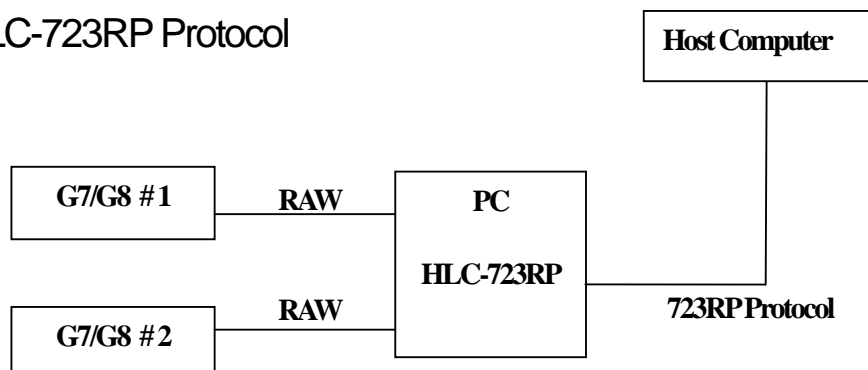 LC-723RP Protocol
Host Computer
G7/G8 #1
RAW
PC
HLC-723RP
RAW
723RP Protocol
G7/G8 #2